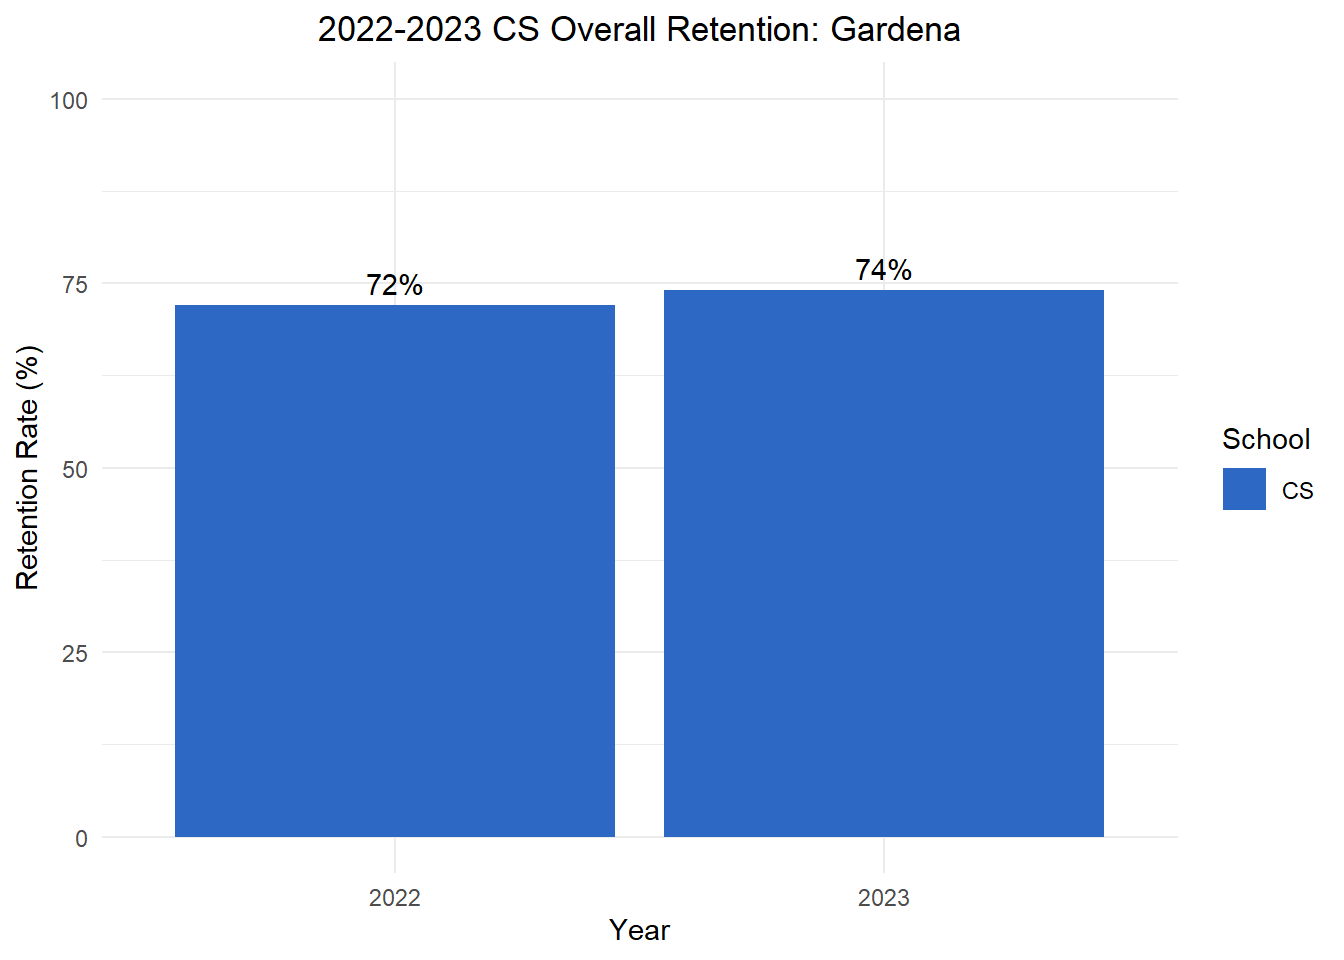 2022-2023 CS Overall Retention: Gardena
100
75
50
25
0
Retention Rate (%)
72%
74%
2022
2023
Year
School
CS